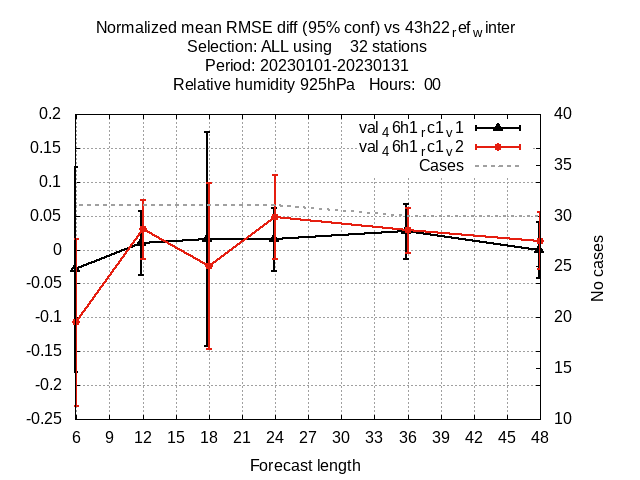 Normalized mean RMSE diff (95% conf) vs 43h22refwinter
Selection: ALL using 32 stations
Period: 20230101-20230131
Relative humidity 925hPa Hours: 00
0.2
0.15
0.1
0.05
0
-0.05
-0.1
-0.15
-0.2
-0.25
val46h1rc1v1
val46h1rc1v2
Cases
40
35
30
25
20
15
10
No cases
6 9 12 15 18 21 24 27 30 33 36 39 42 45 48
Forecast length